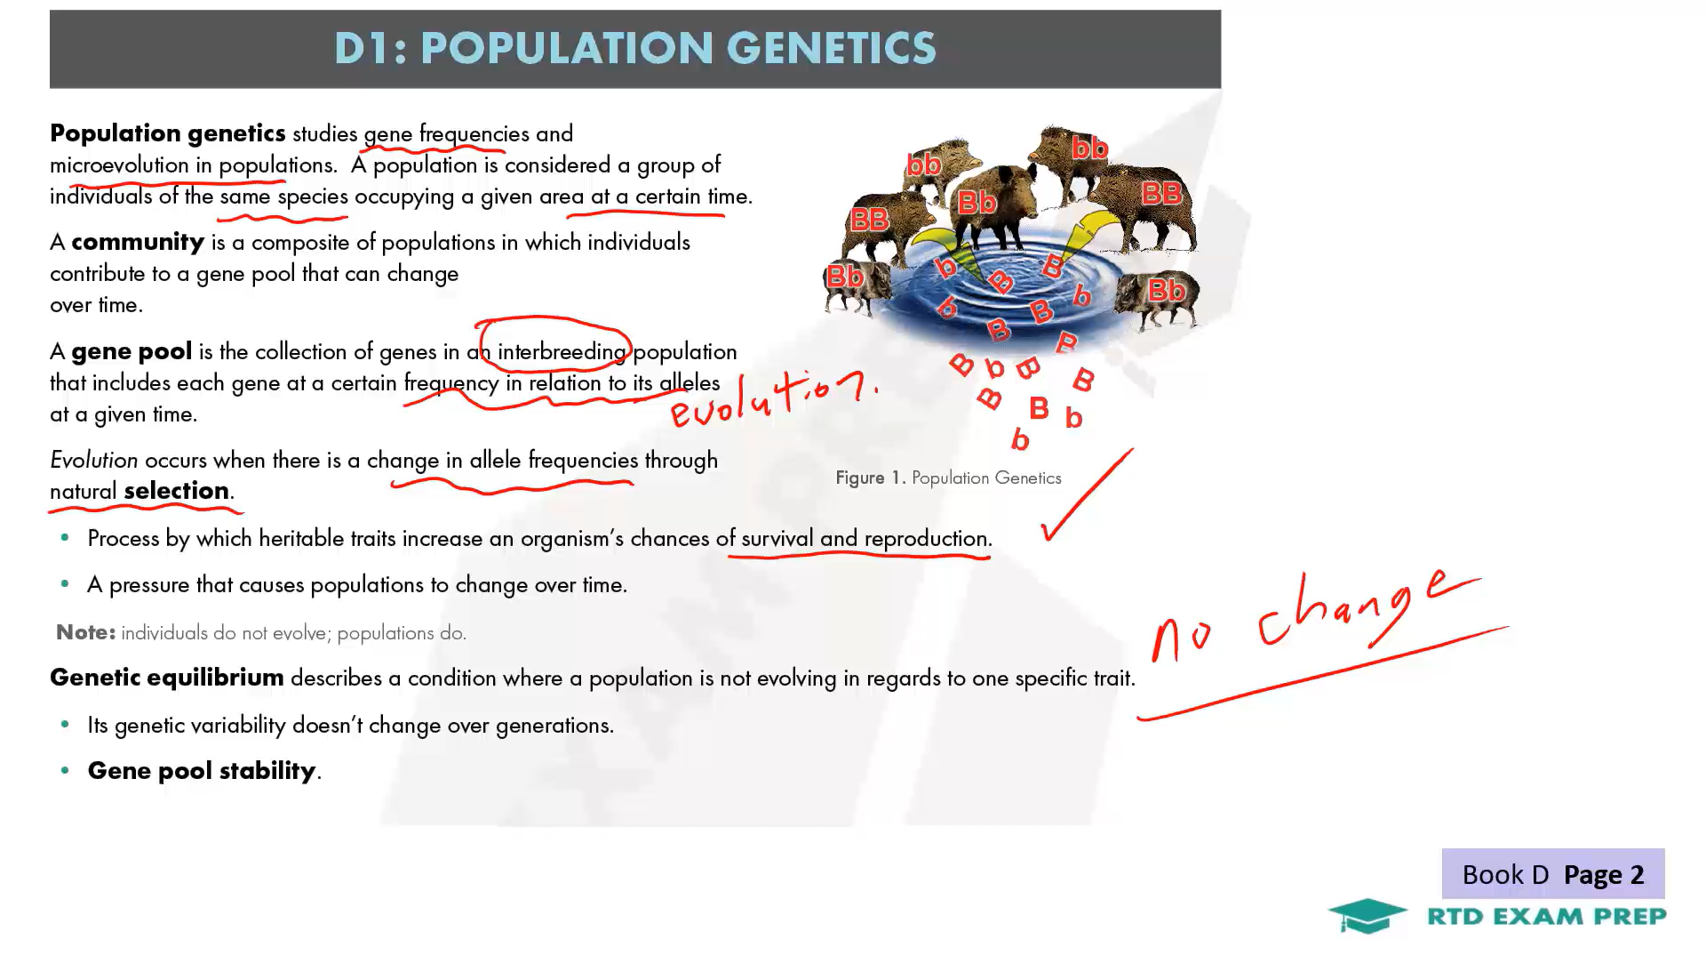 D1: POPULATION GENETICS
Population genetics studies gene frequencies and
microevolution in populations. A population is considered a group of
individuals of the same species occupying a given area at a certain time.
A community is a composite of populations in which individuals
contribute to a gene pool that can change
over time.
A gene pool is the collection of genes in an interbreeding population
that includes each gene at a certain frequency in relation to its alleles
at a given time.
evolution.
Evolution occurs when there is a change in allele frequencies through
natural selection.
• Process by which heritable traits increase an organism's chances of survival and reproduction.
• A pressure that causes populations to change over time.
Note: individuals do not evolve; populations do.
Genetic equilibrium describes a condition where a population is not evolving in regards to one specific trait.
no change
• Its genetic variability doesn't change over generations.
• Gene pool stability.
bb
bb
Bb
BB
BB
Bb
Bb
b
B
B
b
b
B
B
B
B
b
B
B
B
B
b
b
Figure 1. Population Genetics
Book D Page 2
RTD EXAM PREP